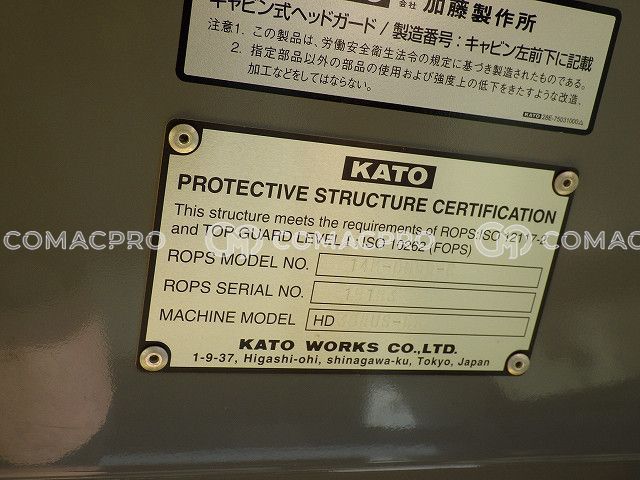 会社 加藤製作所
キャビン式ヘッドガード / 製造番号：キャビン左前下に記載
注意1. この製品は、労働安全衛生法令の規定に基づき製造されたものである。
2. 指定部品以外の部品の使用および強度上の低下をきたすような改造、
加工などをしてはならない。
KATO
KATO
PROTECTIVE STRUCTURE CERTIFICATION
This structure meets the requirements of ROPS:ISO 12117-2
and TOP GUARD LEVEL ISO 10262 (FOPS)
COMACPRO COMACPRO COMAC
ROPS MODEL NO.
ROPS SERIAL NO.
MACHINE MODEL HD
KATO WORKS CO.,LTD.
1-9-37, Higashi-ohi, shinagawa-ku, Tokyo, Japan